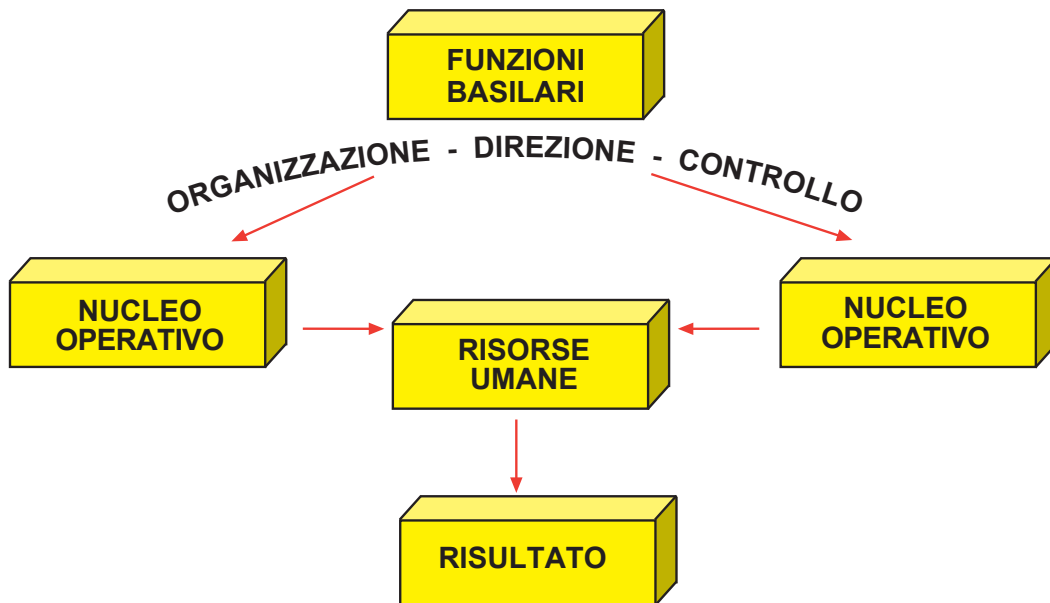 FUNZIONI
BASILARI
ORGANIZZAZIONE - DIREZIONE - CONTROLLO
NUCLEO
OPERATIVO
RISORSE
UMANE
NUCLEO
OPERATIVO
RISULTATO